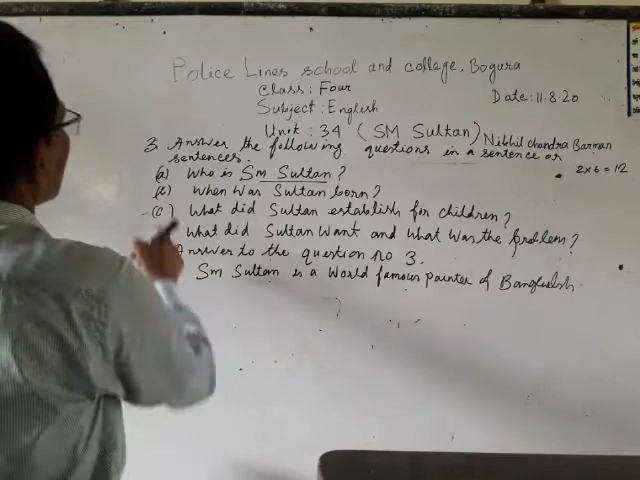 Police Lines school and college, Bogura
Class: Four
Date: 11.8.20
Subject: English
Unit: 34 (SM Sultan) Nikhil Chandra Barman
3. Answer the following questions in a sentence or
sentences.
2x6=12
(a) Who is Sm Sultan?
(b) When was Sultan born?
(c) What did Sultan establish for children?
What did Sultan want and what was the problem?
Answer to the question no 3.
Sm Sultan is a world famous painter of